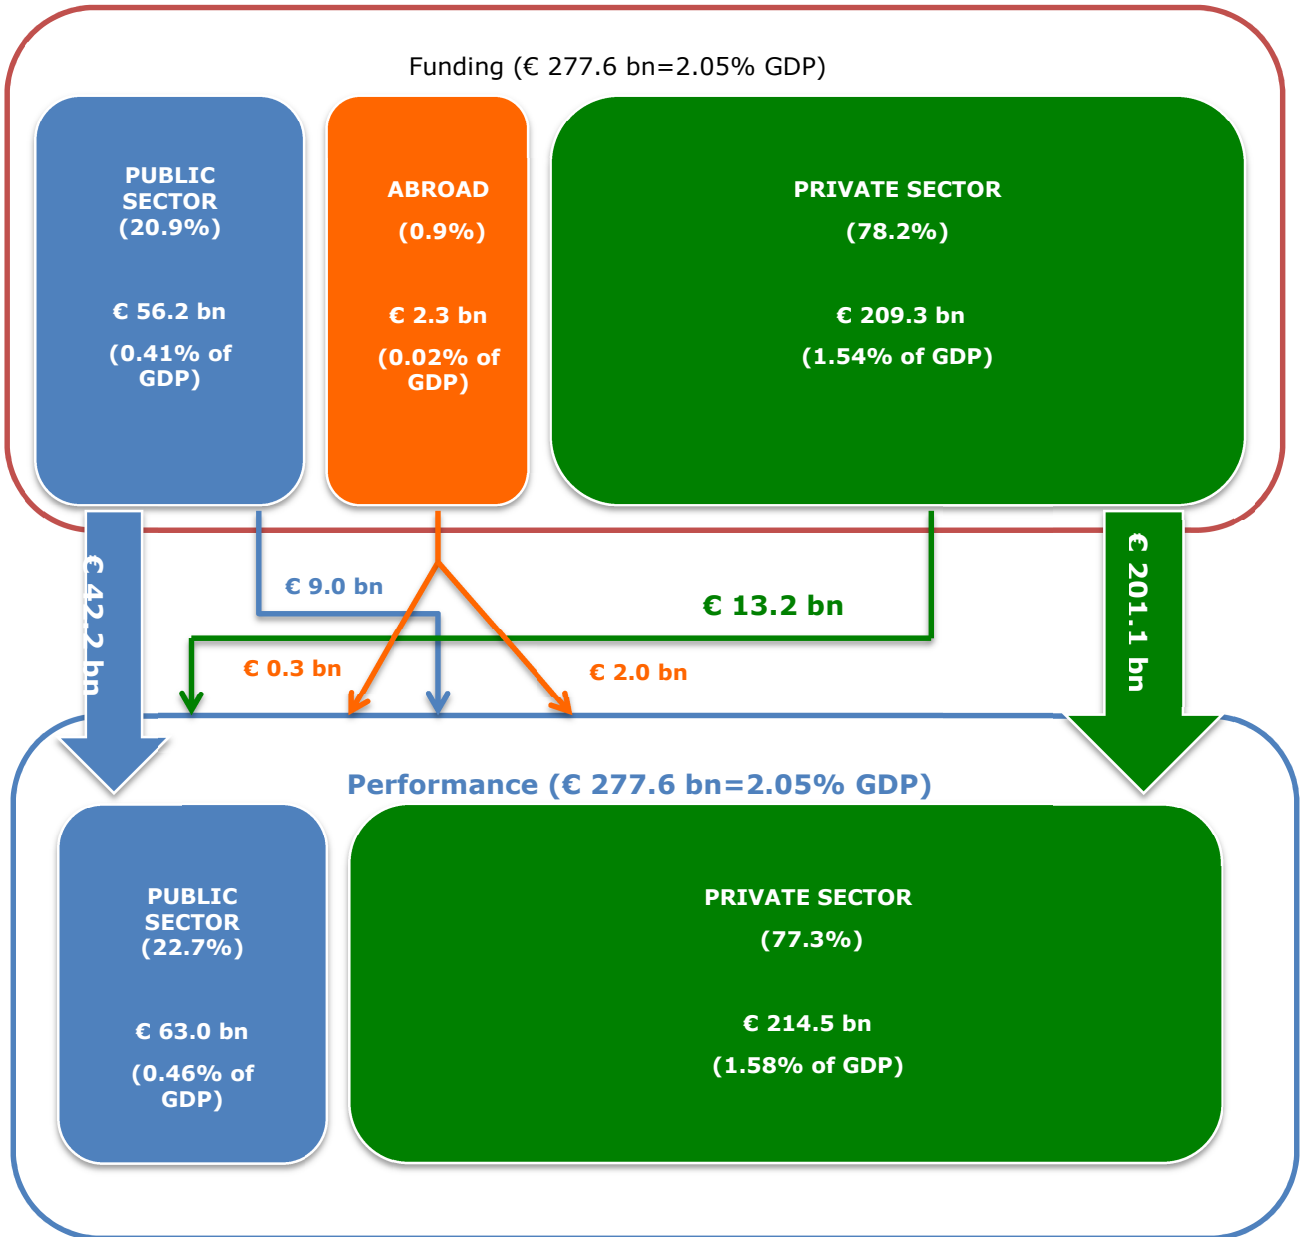 Funding (€ 277.6 bn=2.05% GDP)
PUBLIC
SECTOR
(20.9%)
€ 56.2 bn
(0.41% of
GDP)
ABROAD
(0.9%)
€ 2.3 bn
(0.02% of
GDP)
PRIVATE SECTOR
(78.2%)
€ 209.3 bn
(1.54% of GDP)
€ 42.2 bn
€ 9.0 bn
€ 13.2 bn
€ 0.3 bn
€ 2.0 bn
€ 201.1 bn
Performance (€ 277.6 bn=2.05% GDP)
PUBLIC
SECTOR
(22.7%)
€ 63.0 bn
(0.46% of
GDP)
PRIVATE SECTOR
(77.3%)
€ 214.5 bn
(1.58% of GDP)